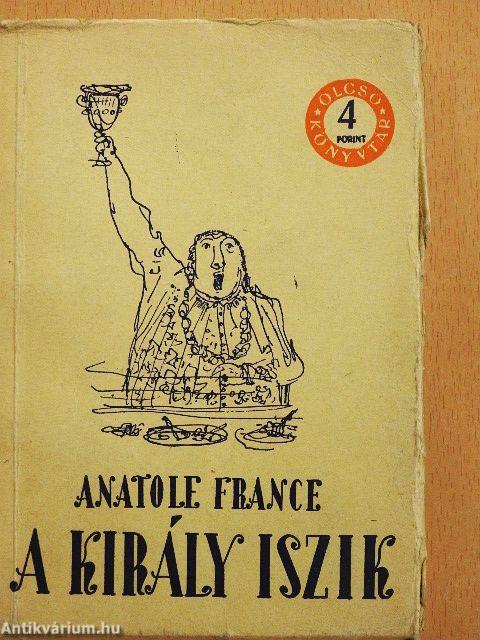 OLCSÓ
KÖNYVTÁR
4
FORINT
ANATOLE FRANCE
A KIRÁLY ISZIK
Antikvárium.hu